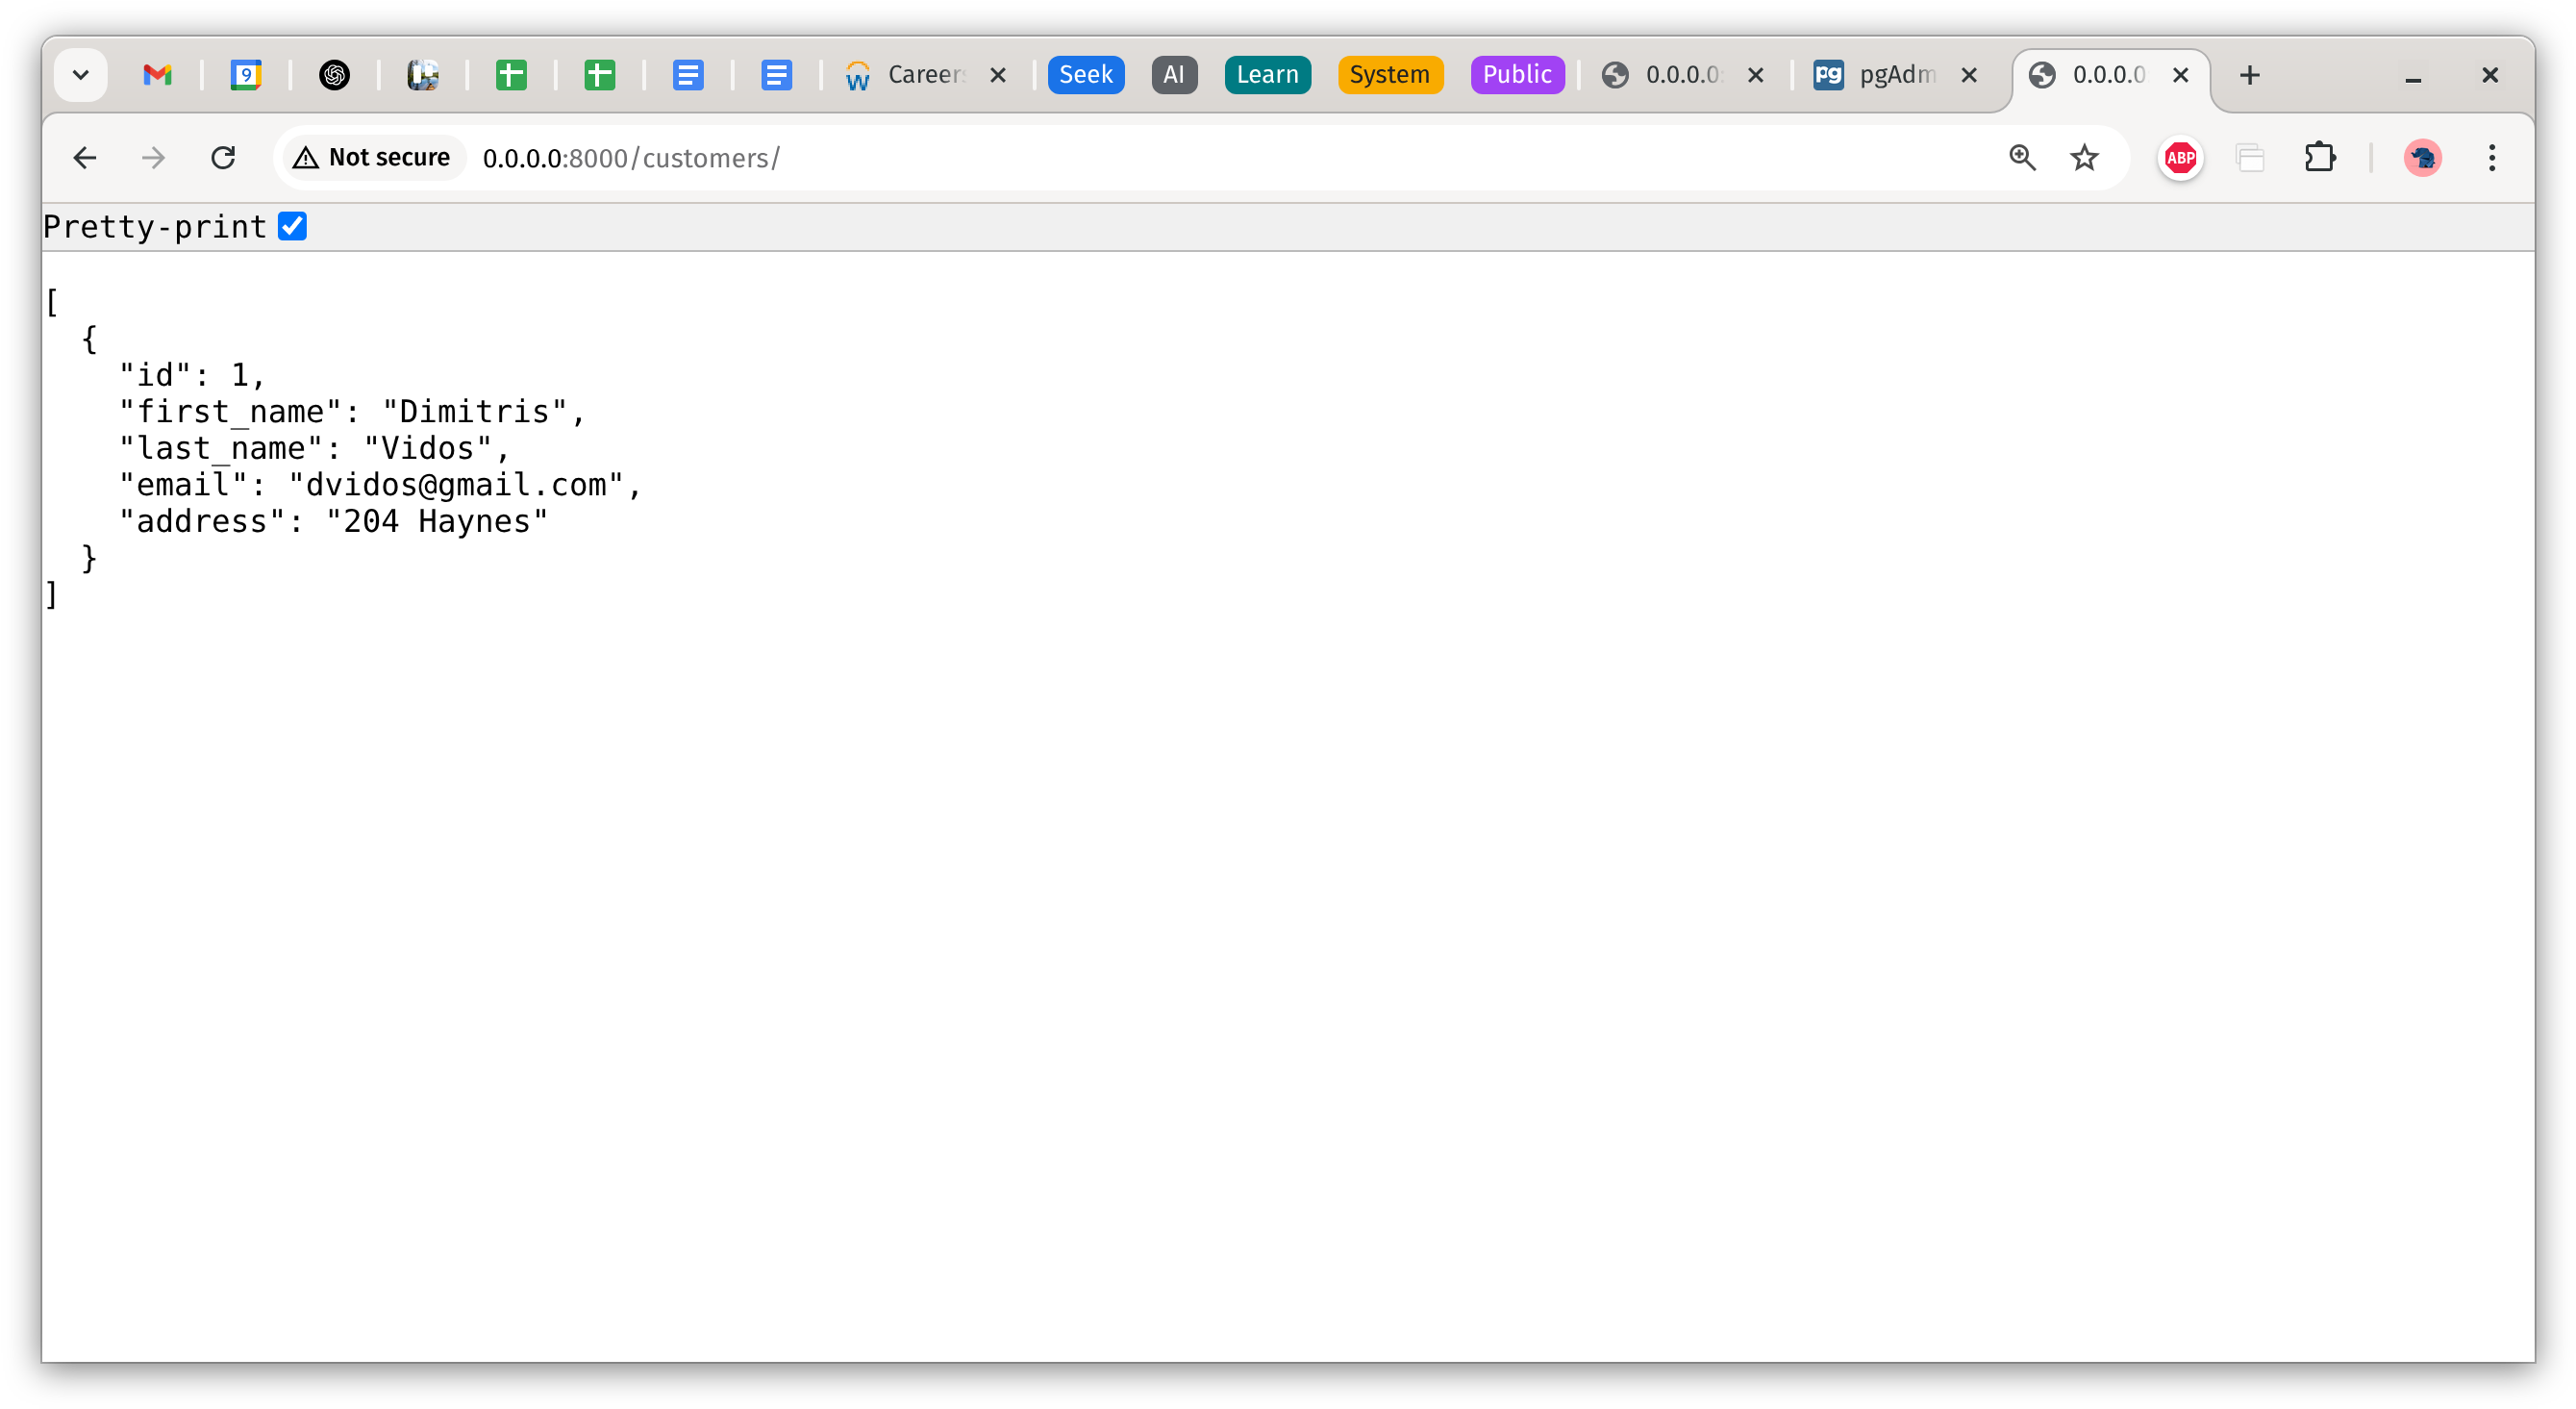 9
Careers
Seek
AI
Learn
System
Public
0.0.0.0:
pgAdm
0.0.0.0
Not secure
0.0.0.0:8000/customers/
ABP
Pretty-print
[
{
"id": 1,
"first_name": "Dimitris",
"last_name": "Vidos",
"email": "dvidos@gmail.com",
"address": "204 Haynes"
}
]